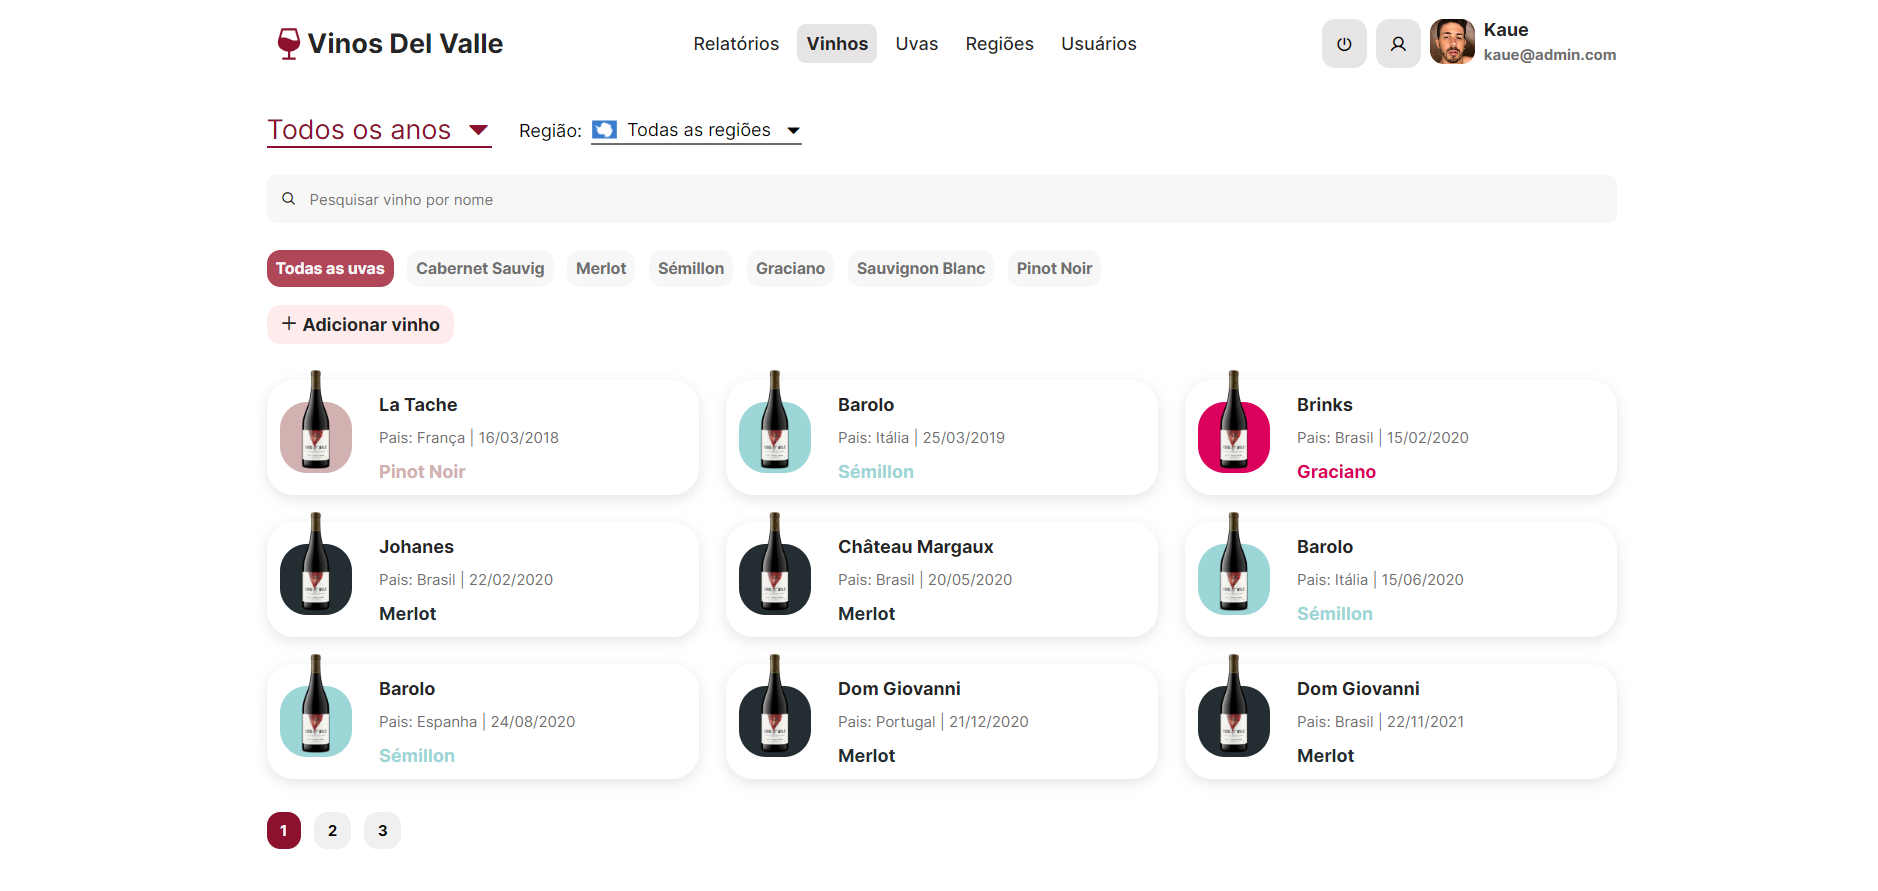 Vinos Del Valle
Relatórios Vinhos Uvas Regiões Usuários
Kaue
kaue@admin.com
Todos os anos
Região: Todas as regiões
Pesquisar vinho por nome
Todas as uvas Cabernet Sauvig Merlot Sémillon Graciano Sauvignon Blanc Pinot Noir
+ Adicionar vinho
La Tache
Pais: França | 16/03/2018
Pinot Noir
Barolo
Pais: Itália | 25/03/2019
Sémillon
Brinks
Pais: Brasil | 15/02/2020
Graciano
Johanes
Pais: Brasil | 22/02/2020
Merlot
Château Margaux
Pais: Brasil | 20/05/2020
Merlot
Barolo
Pais: Itália | 15/06/2020
Sémillon
Barolo
Pais: Espanha | 24/08/2020
Sémillon
Dom Giovanni
Pais: Portugal | 21/12/2020
Merlot
Dom Giovanni
Pais: Brasil | 22/11/2021
Merlot
1 2 3